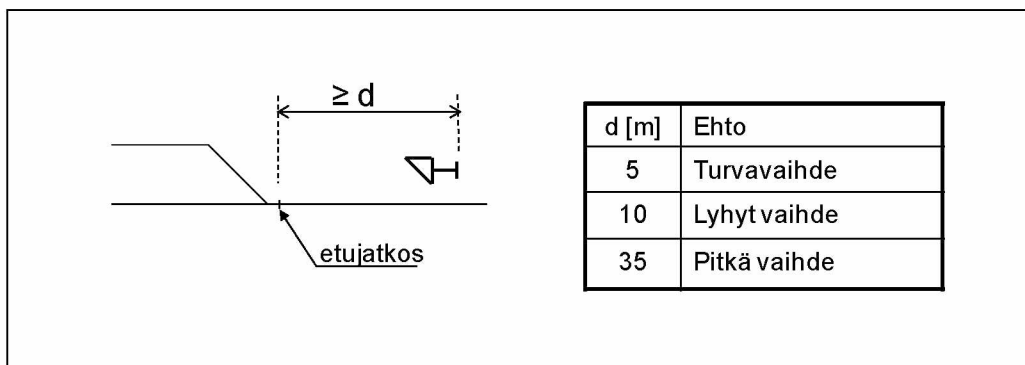 ≥ d
etujatkos
d [m] Ehto
5 Turvavaihde
10 Lyhyt vaihde
35 Pitkä vaihde